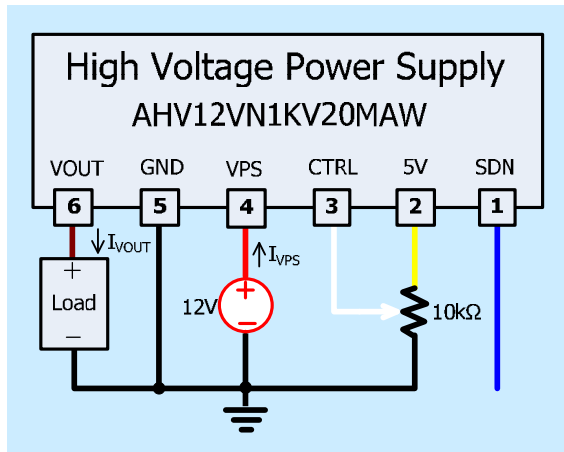 High Voltage Power Supply
AHV12VN1KV20MAW
VOUT GND VPS CTRL 5V SDN
6 5 4 3 2 1
↓IVOUT ↑IVPS
+ +
Load 12V 10kΩ
− −